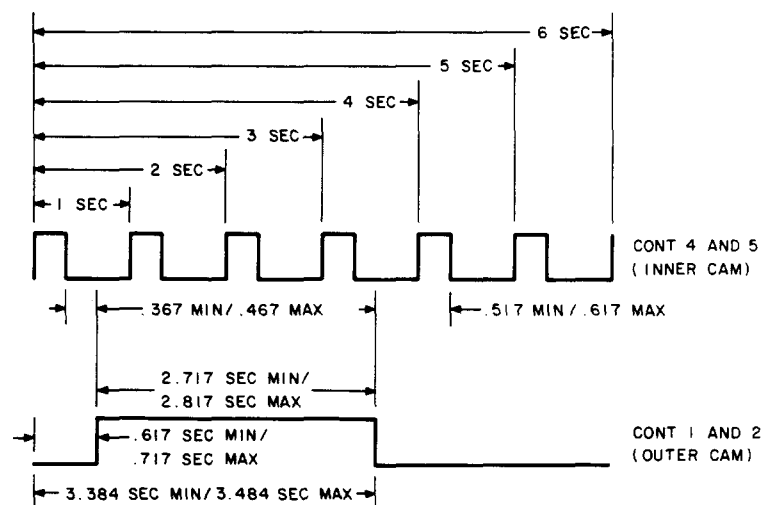 6 SEC
5 SEC
4 SEC
3 SEC
2 SEC
1 SEC
CONT 4 AND 5
(INNER CAM)
.367 MIN/.467 MAX
.517 MIN/.617 MAX
2.717 SEC MIN/
2.817 SEC MAX
.617 SEC MIN/
.717 SEC MAX
CONT 1 AND 2
(OUTER CAM)
3.384 SEC MIN/3.484 SEC MAX